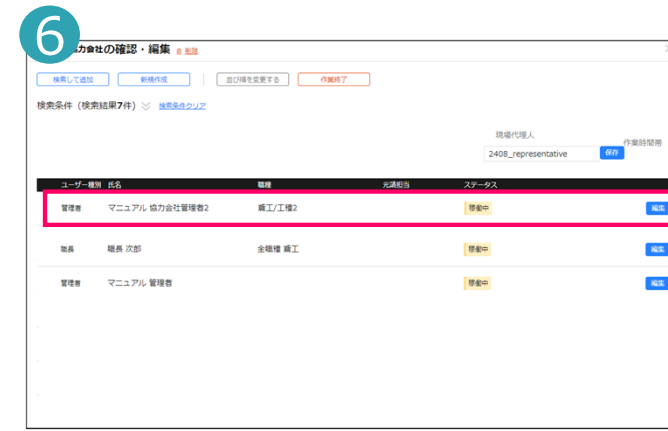 6
力会社の確認・編集 削除
検索して追加 新規作成 並び順を変更する 作業終了
検索条件（検索結果7件） 検索条件クリア
現場代理人
作業時間帯
2408_representative 保存
ユーザー種別 氏名 職種 元請担当 ステータス
管理者 マニュアル 協力会社管理者2 鳶工/工種2 稼働中 編集
職長 職長 次郎 全職種 鳶工 稼働中 編集
管理者 マニュアル 管理者 稼働中 編集